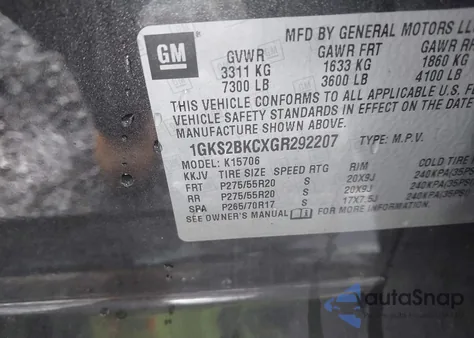 GM
MFD BY GENERAL MOTORS LL
GVWR GAWR FRT GAWR R
3311 KG 1633 KG 1860 KG
7300 LB 3600 LB 4100 LB
THIS VEHICLE CONFORMS TO ALL APPLICABLE U.S. F
VEHICLE SAFETY STANDARDS IN EFFECT ON THE DAT
MANUFACTURE SHOWN ABOVE.
1GKS2BKCXGR292207 TYPE: M.P.V.
MODEL: K15706
KKJV TIRE SIZE SPEED RTG RIM COLD TIRE
FRT P275/55R20 S 20X9J 240KPA(35PS
RR P275/55R20 S 20X9J 240KPA(35PS
SPA P265/70R17 S 17X7.5J 240KPA(35PS
SEE OWNER'S MANUAL FOR MORE INFORMATION.
autaSnap